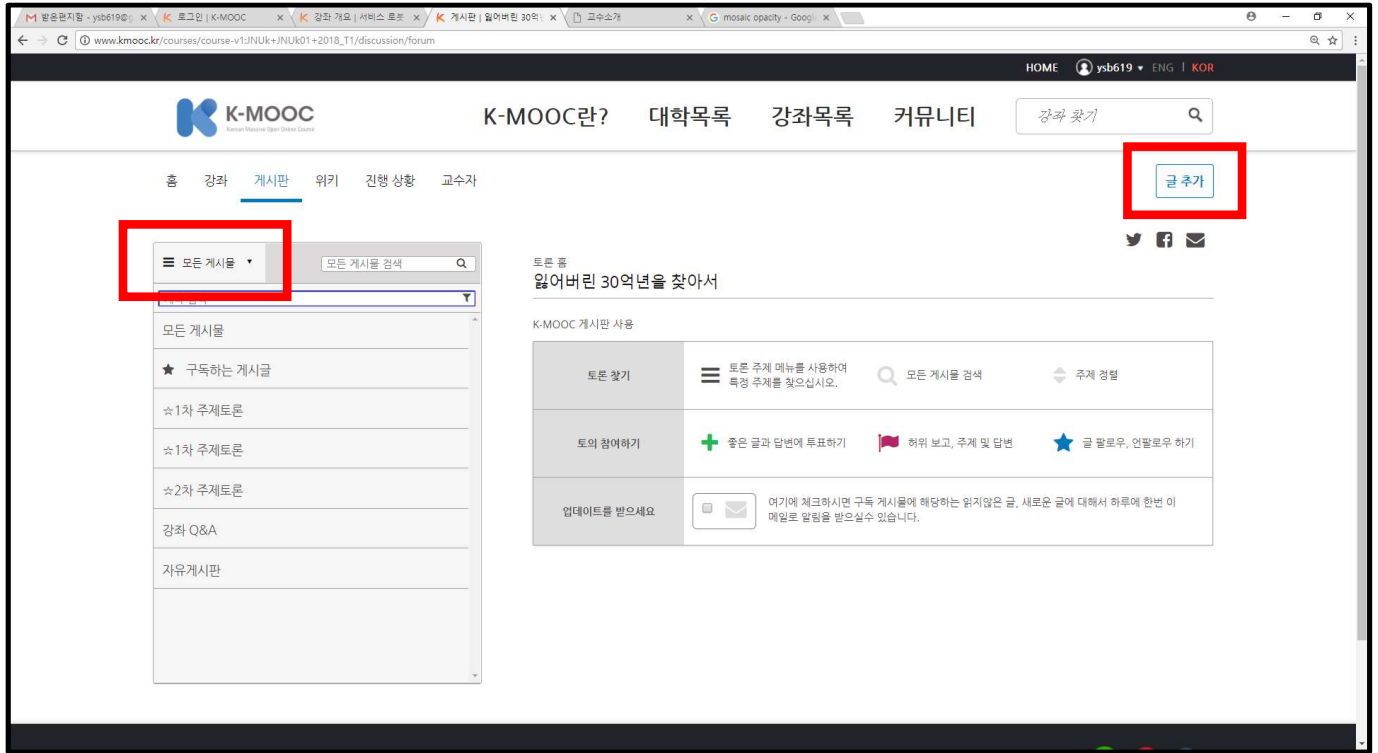 받은편지함 - ysb619@g
로그인 | K-MOOC
강좌 개요 | 서비스 로봇
게시판 | 잃어버린 30억년
교수소개
mosaic opacity - Googl
www.kmooc.kr/courses/course-v1:JNUk+JNUk01+2018_T1/discussion/forum
HOME ysb619 ▾ ENG | KOR
K-MOOC
Korean Massive Open Online Course
K-MOOC란? 대학목록 강좌목록 커뮤니티 강좌 찾기
홈 강좌 게시판 위키 진행 상황 교수자 글 추가
모든 게시물 ▼ 모든 게시물 검색
모든 게시물
★ 구독하는 게시글
☆1차 주제토론
☆1차 주제토론
☆2차 주제토론
강좌 Q&A
자유게시판
토론 홈
잃어버린 30억년을 찾아서
K-MOOC 게시판 사용
토론 찾기 토론 주제 메뉴를 사용하여
특정 주제를 찾으십시오. 모든 게시물 검색 주제 정렬
토의 참여하기 좋은 글과 답변에 투표하기 허위 보고, 주제 및 답변 글 팔로우, 언팔로우 하기
업데이트를 받으세요 여기에 체크하시면 구독 게시물에 해당하는 읽지않은 글, 새로운 글에 대해서 하루에 한번 이
메일로 알림을 받으실수 있습니다.